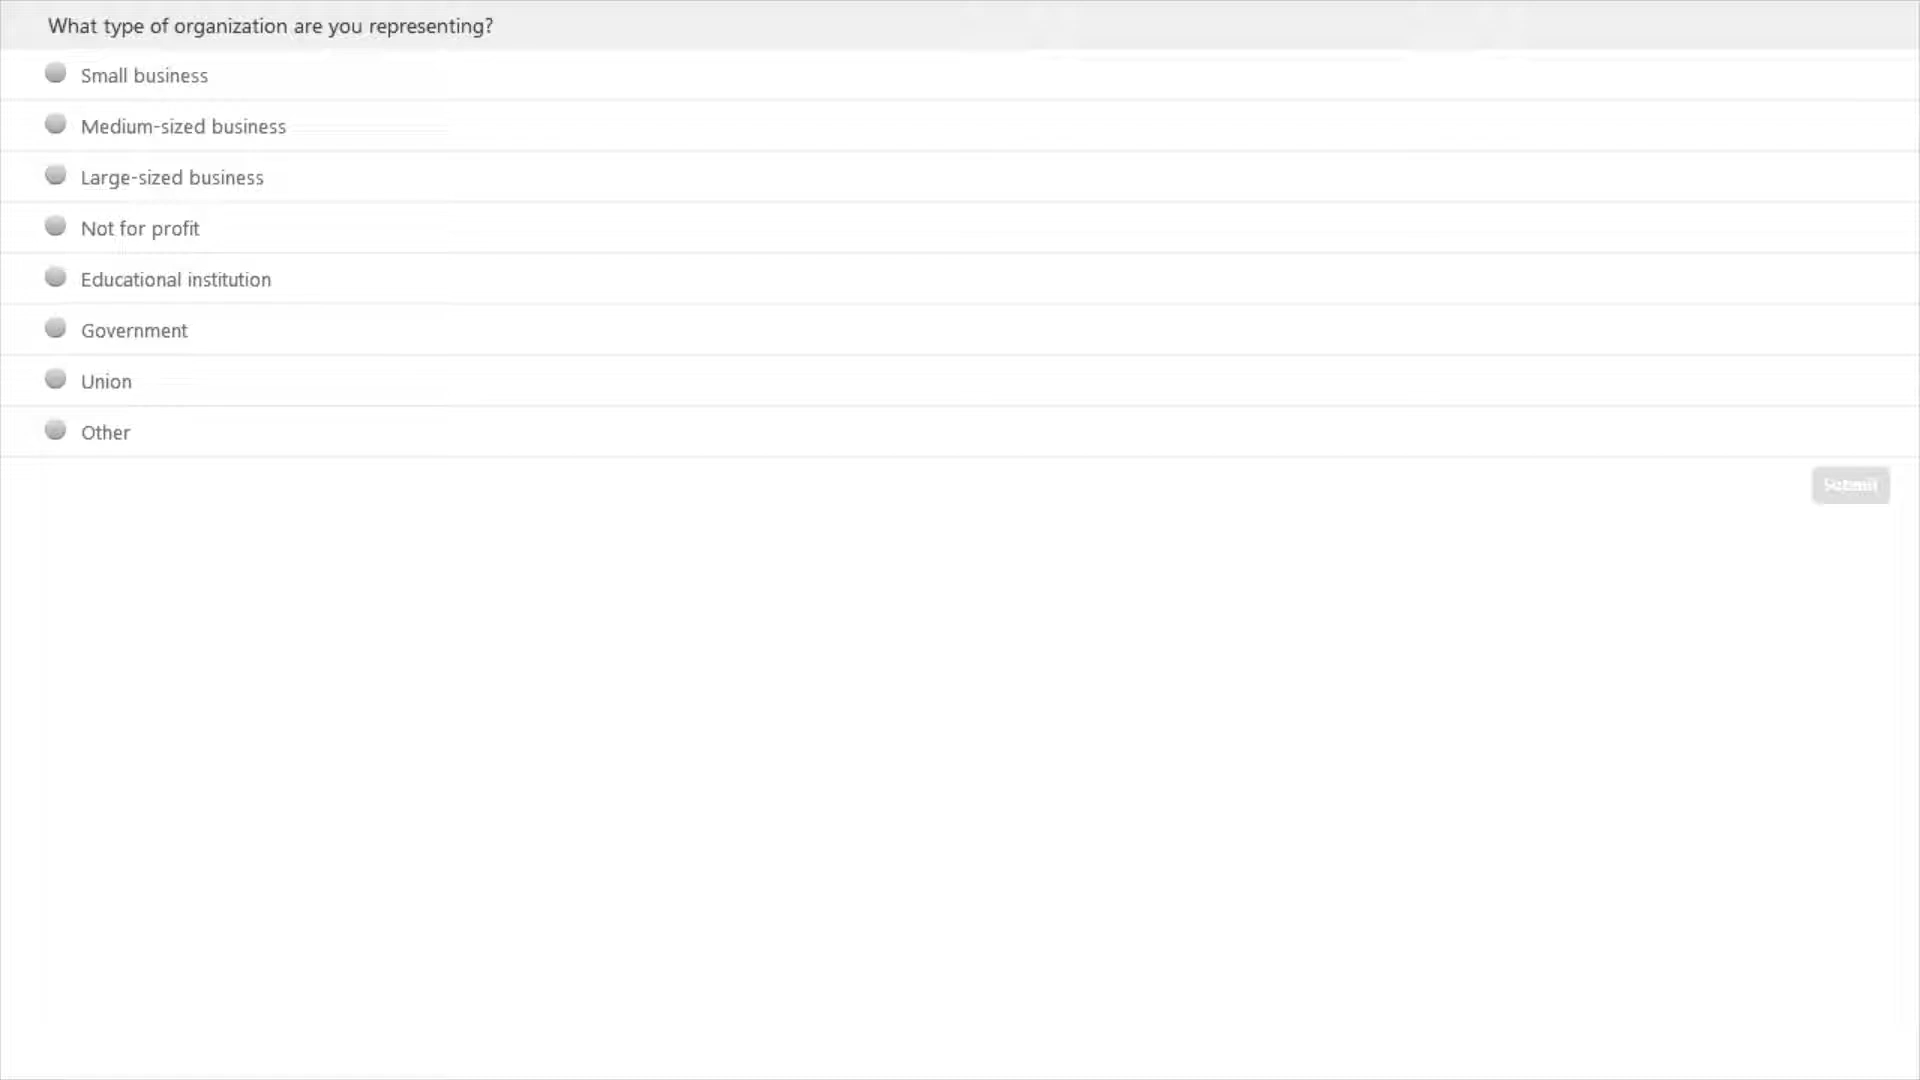 What type of organization are you representing?
Small business
Medium-sized business
Large-sized business
Not for profit
Educational institution
Government
Union
Other
Submit